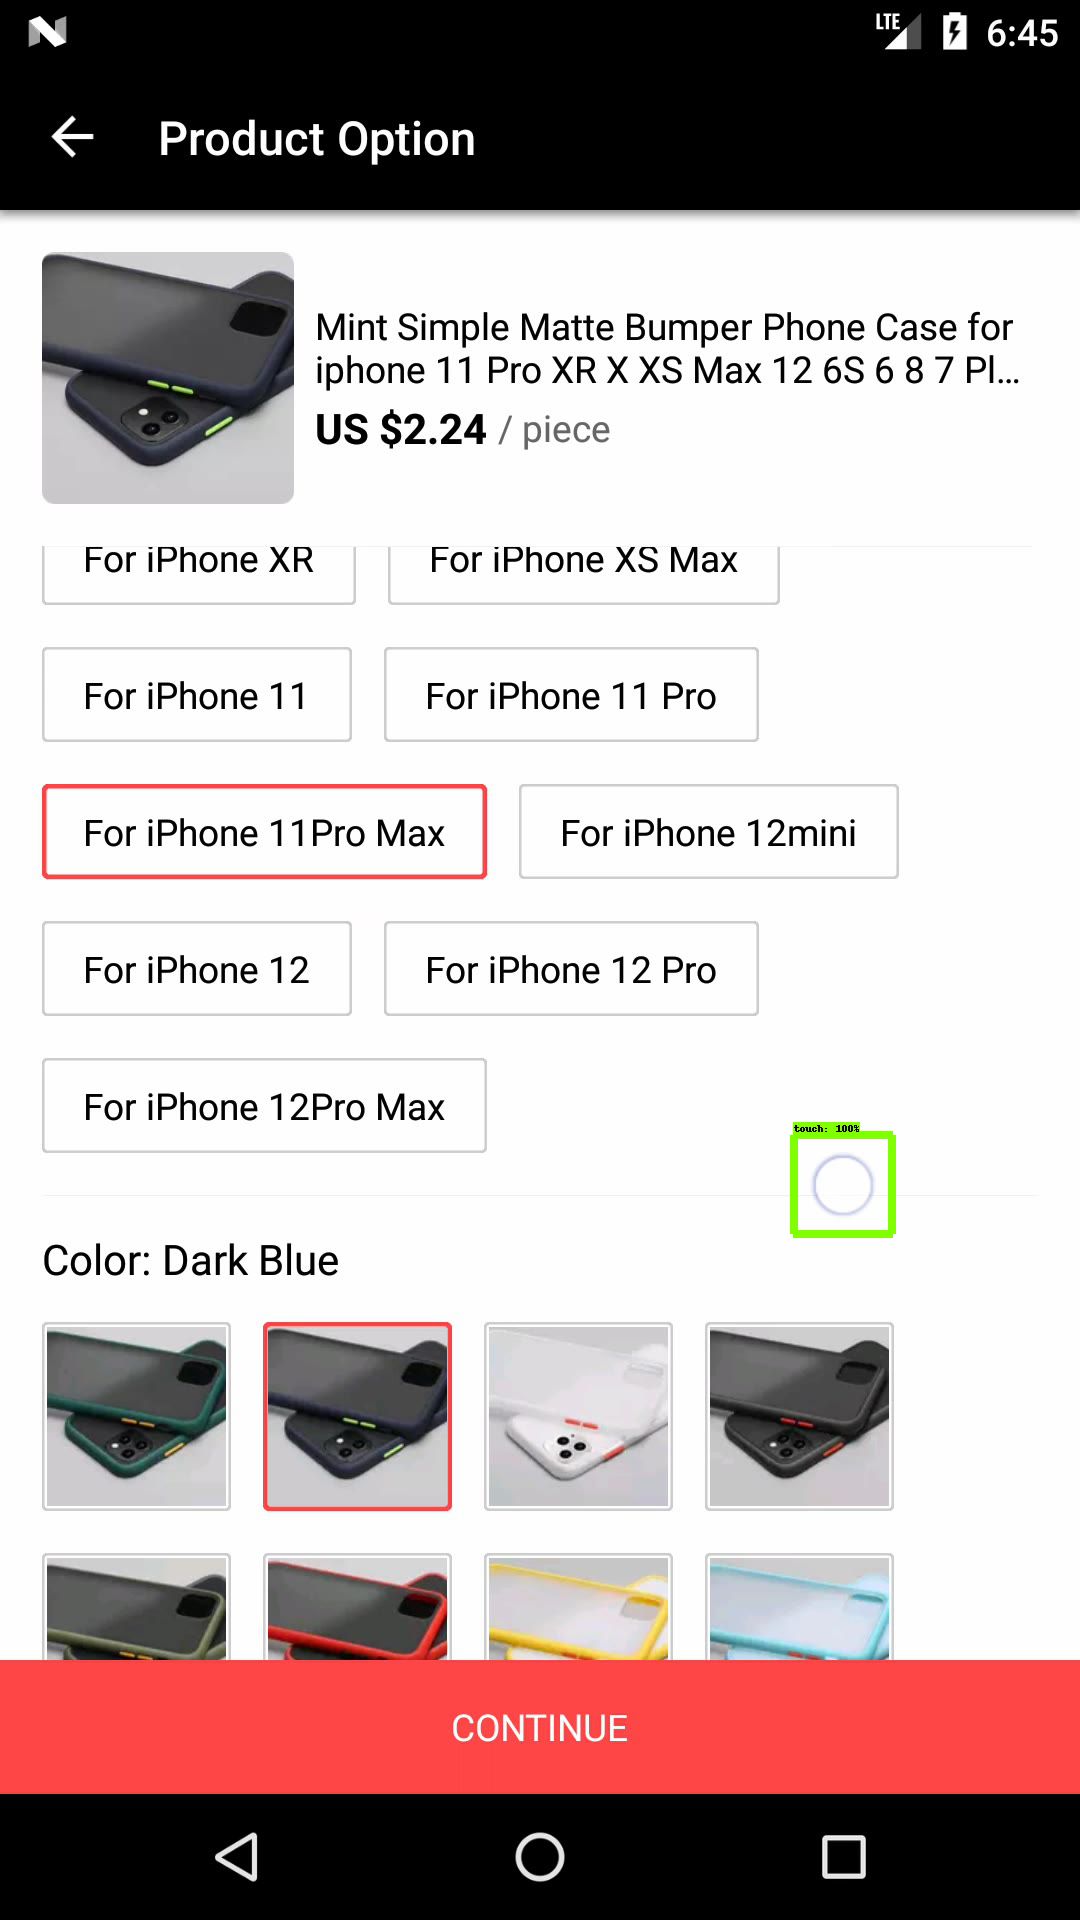 LTE 6:45
Product Option
Mint Simple Matte Bumper Phone Case for
iphone 11 Pro XR X XS Max 12 6S 6 8 7 Pl...
US $2.24 / piece
For iPhone XR For iPhone XS Max
For iPhone 11 For iPhone 11 Pro
For iPhone 11Pro Max For iPhone 12mini
For iPhone 12 For iPhone 12 Pro
For iPhone 12Pro Max
touch: 100%
Color: Dark Blue
CONTINUE